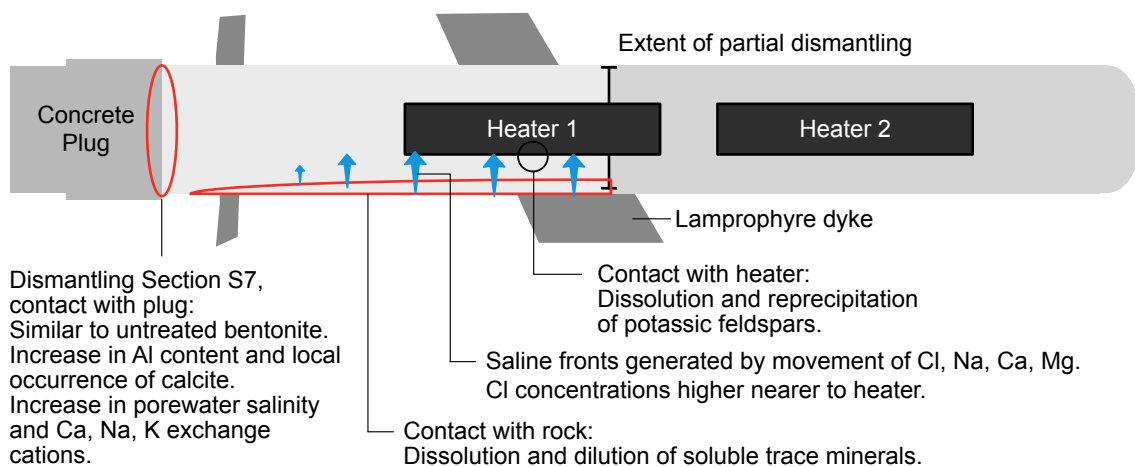 Extent of partial dismantling
Concrete
Plug
Heater 1
Heater 2
Lamprophyre dyke
Dismantling Section S7,
contact with plug:
Similar to untreated bentonite.
Increase in Al content and local
occurrence of calcite.
Increase in porewater salinity
and Ca, Na, K exchange
cations.
Contact with heater:
Dissolution and reprecipitation
of potassic feldspars.
Saline fronts generated by movement of Cl, Na, Ca, Mg.
Cl concentrations higher nearer to heater.
Contact with rock:
Dissolution and dilution of soluble trace minerals.